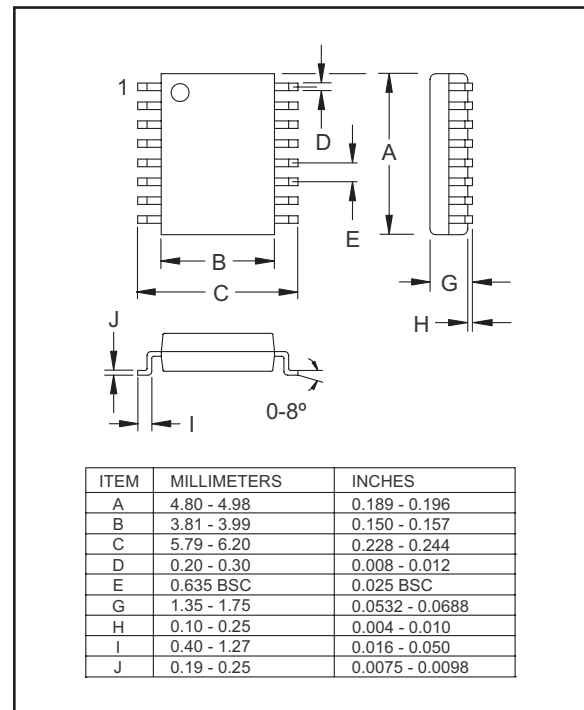 1
D
A
E
B
C
G
H
J
I
0-8º
ITEM MILLIMETERS INCHES
A 4.80 - 4.98 0.189 - 0.196
B 3.81 - 3.99 0.150 - 0.157
C 5.79 - 6.20 0.228 - 0.244
D 0.20 - 0.30 0.008 - 0.012
E 0.635 BSC 0.025 BSC
G 1.35 - 1.75 0.0532 - 0.0688
H 0.10 - 0.25 0.004 - 0.010
I 0.40 - 1.27 0.016 - 0.050
J 0.19 - 0.25 0.0075 - 0.0098